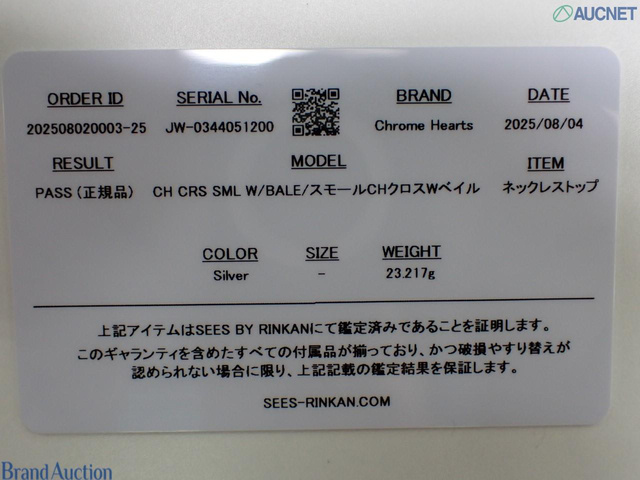 AUCNET
ORDER ID SERIAL No. BRAND DATE
202508020003-25 JW-0344051200 Chrome Hearts 2025/08/04
RESULT MODEL ITEM
PASS (正規品) CH CRS SML W/BALE/スモールCHクロスWベイル ネックレストップ
COLOR SIZE WEIGHT
Silver - 23.217g
上記アイテムはSEES BY RINKANにて鑑定済みであることを証明します。
このギャランティを含めたすべての付属品が揃っており、かつ破損やすり替えが
認められない場合に限り、上記記載の鑑定結果を保証します。
SEES-RINKAN.COM
Brand Auction